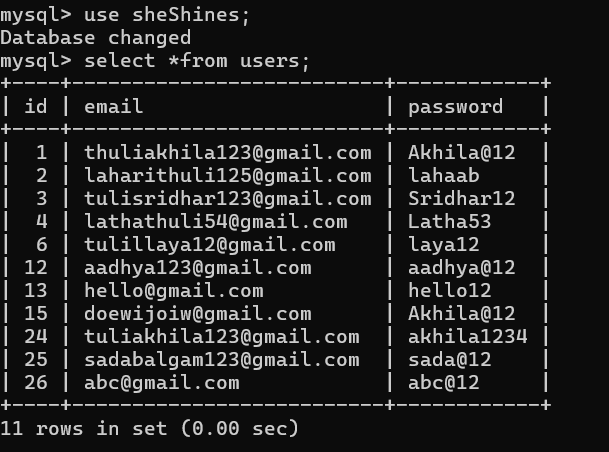 mysql> use sheShines;
Database changed
mysql> select *from users;
+----+---------------------------+------------+
| id | email                     | password   |
+----+---------------------------+------------+
|  1 | thuliakhila123@gmail.com  | Akhila@12  |
|  2 | laharithuli125@gmail.com  | lahaab     |
|  3 | tulisridhar123@gmail.com  | Sridhar12  |
|  4 | lathathuli54@gmail.com    | Latha53    |
|  6 | tulillaya12@gmail.com     | laya12     |
| 12 | aadhya123@gmail.com       | aadhya@12  |
| 13 | hello@gmail.com           | hello12    |
| 15 | doewijoiw@gmail.com       | Akhila@12  |
| 24 | tuliakhila123@gmail.com   | akhila1234 |
| 25 | sadabalgam123@gmail.com   | sada@12    |
| 26 | abc@gmail.com             | abc@12     |
+----+---------------------------+------------+
11 rows in set (0.00 sec)